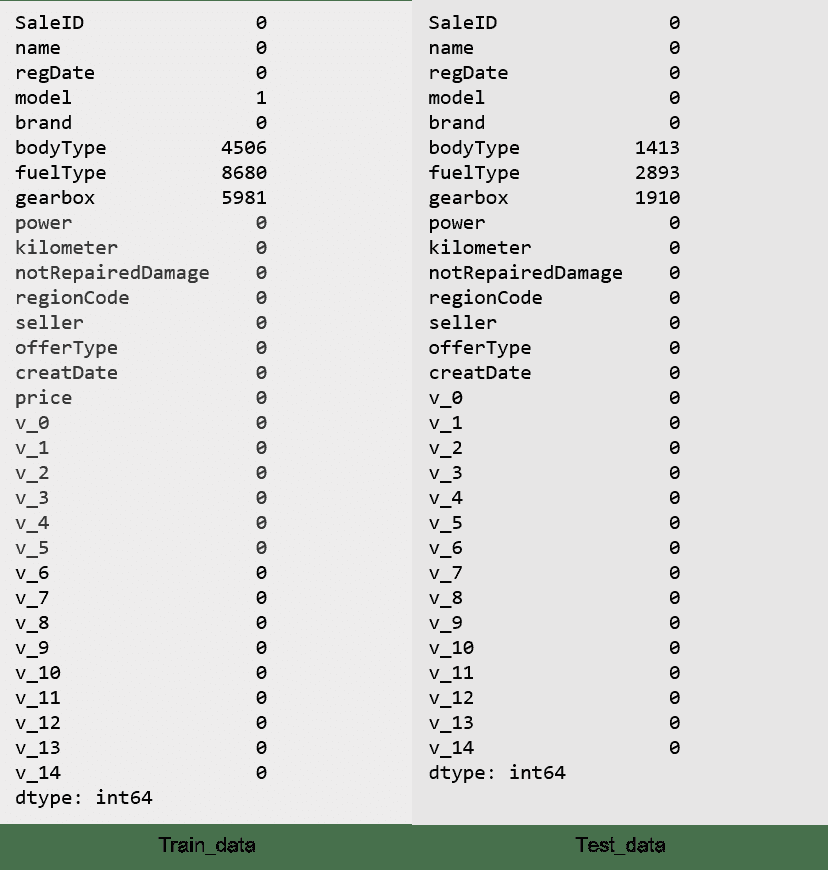 SaleID 0
name 0
regDate 0
model 1
brand 0
bodyType 4506
fuelType 8680
gearbox 5981
power 0
kilometer 0
notRepairedDamage 0
regionCode 0
seller 0
offerType 0
creatDate 0
price 0
v_0 0
v_1 0
v_2 0
v_3 0
v_4 0
v_5 0
v_6 0
v_7 0
v_8 0
v_9 0
v_10 0
v_11 0
v_12 0
v_13 0
v_14 0
dtype: int64
Train_data
SaleID 0
name 0
regDate 0
model 0
brand 0
bodyType 1413
fuelType 2893
gearbox 1910
power 0
kilometer 0
notRepairedDamage 0
regionCode 0
seller 0
offerType 0
creatDate 0
v_0 0
v_1 0
v_2 0
v_3 0
v_4 0
v_5 0
v_6 0
v_7 0
v_8 0
v_9 0
v_10 0
v_11 0
v_12 0
v_13 0
v_14 0
dtype: int64
Test_data